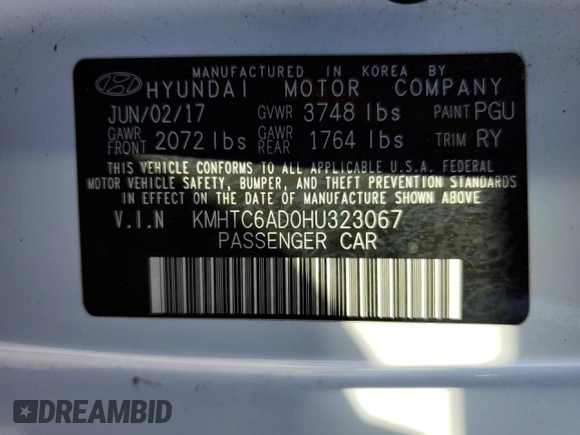 MANUFACTURED IN KOREA BY
HYUNDAI MOTOR COMPANY
JUN/02/17 GVWR 3748 lbs PAINT PGU
GAWR FRONT 2072 lbs GAWR REAR 1764 lbs TRIM RY
THIS VEHICLE CONFORMS TO ALL APPLICABLE U.S.A. FEDERAL
MOTOR VEHICLE SAFETY, BUMPER, AND THEFT PREVENTION STANDARDS
IN EFFECT ON THE DATE OF MANUFACTURE SHOWN ABOVE
V.I.N KMHTC6AD0HU323067
PASSENGER CAR
DREAMBID